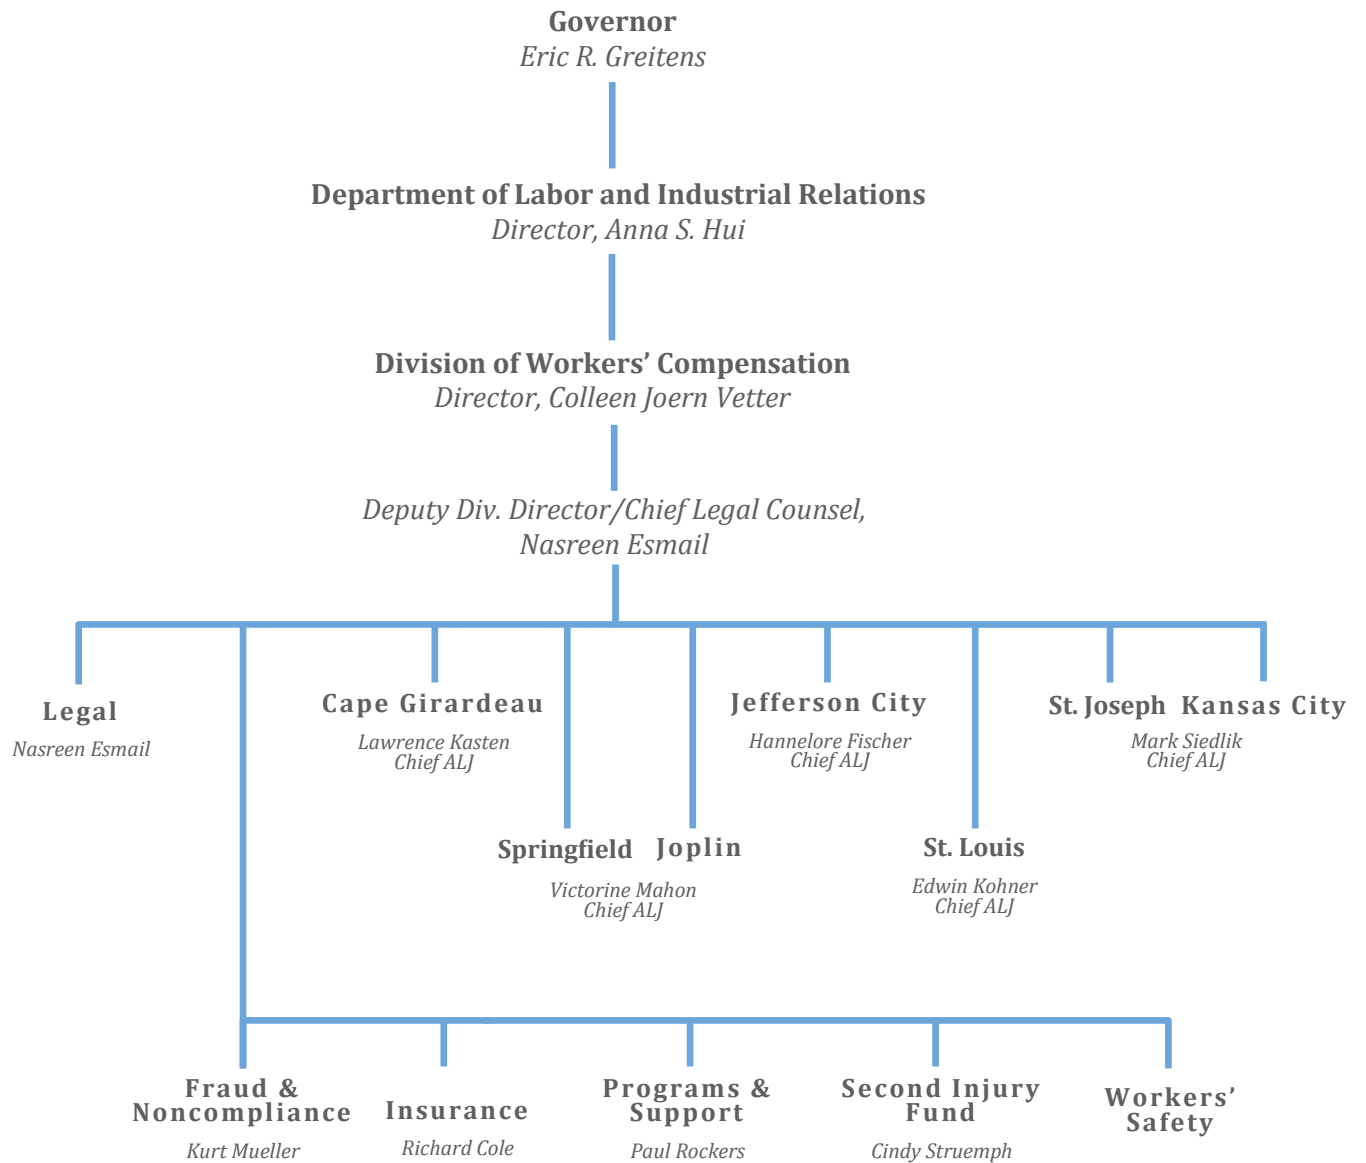 Governor
Eric R. Greitens
Department of Labor and Industrial Relations
Director, Anna S. Hui
Division of Workers’ Compensation
Director, Colleen Joern Vetter
Deputy Div. Director/Chief Legal Counsel,
Nasreen Esmail
Legal
Nasreen Esmail
Cape Girardeau
Lawrence Kasten
Chief ALJ
Jefferson City
Hannelore Fischer
Chief ALJ
St. Joseph Kansas City
Mark Siedlik
Chief ALJ
Springfield Joplin
Victorine Mahon
Chief ALJ
St. Louis
Edwin Kohner
Chief ALJ
Fraud &
Noncompliance
Kurt Mueller
Insurance
Richard Cole
Programs &
Support
Paul Rockers
Second Injury
Fund
Cindy Struemph
Workers’
Safety